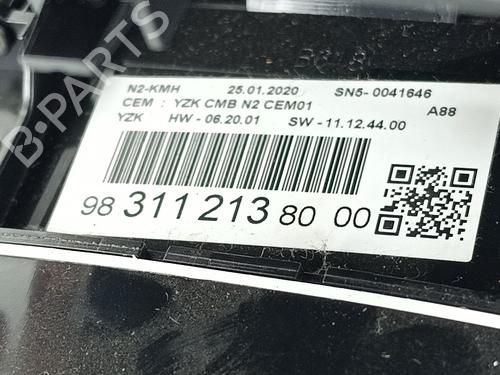 B-PARTS
N2-KMH 25.01.2020 SN5-0041646
CEM : YZK CMB N2 CEM01 A88
YZK HW - 06.20.01 SW - 11.12.44.00
98 311 213 80 00